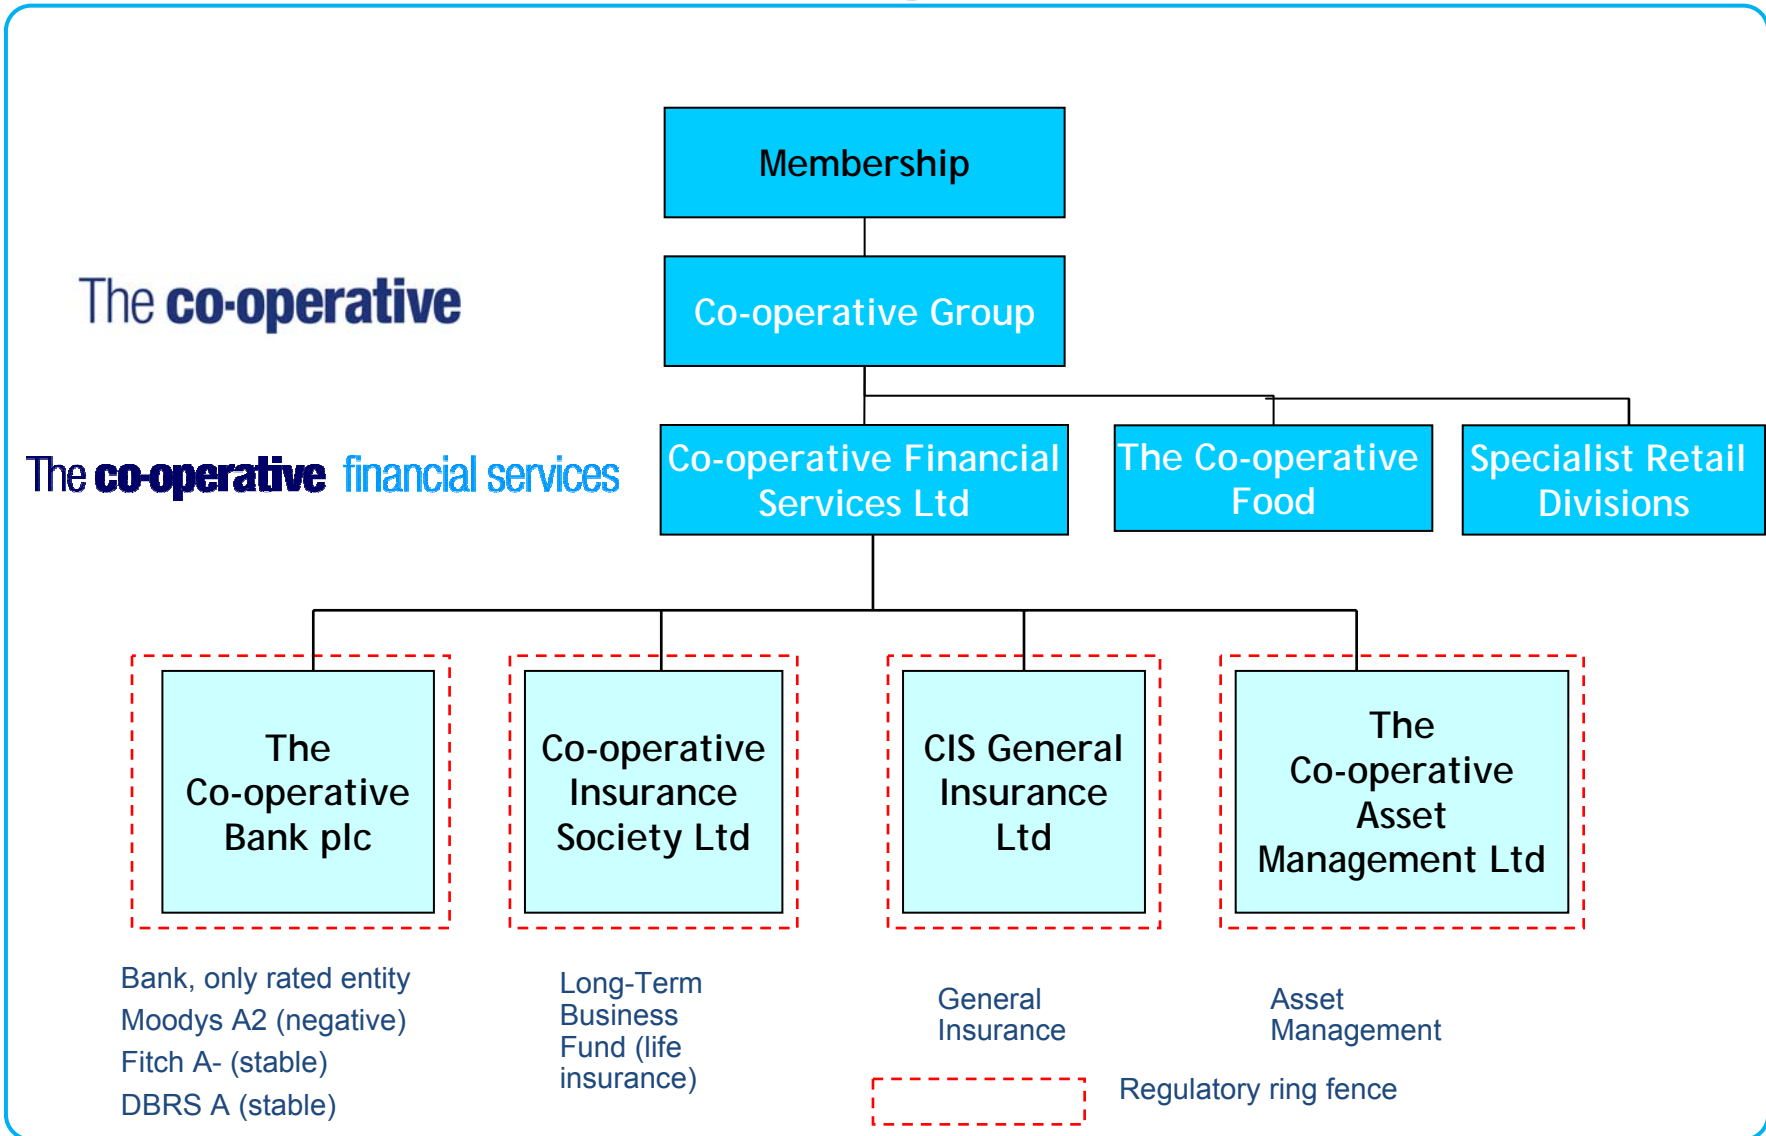 Membership
The co-operative
Co-operative Group
The co-operative financial services
Co-operative Financial
Services Ltd
The Co-operative
Food
Specialist Retail
Divisions
The
Co-operative
Bank plc
Co-operative
Insurance
Society Ltd
CIS General
Insurance
Ltd
The
Co-operative
Asset
Management Ltd
Bank, only rated entity
Moodys A2 (negative)
Fitch A- (stable)
DBRS A (stable)
Long-Term
Business
Fund (life
insurance)
General
Insurance
Asset
Management
Regulatory ring fence